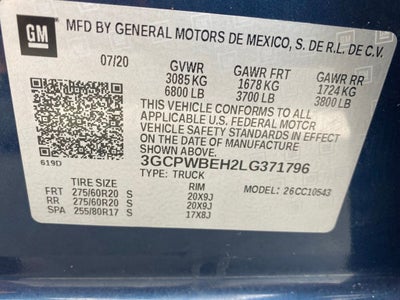 GM
MFD BY GENERAL MOTORS DE MEXICO, S. DE R.L. DE C.V.
07/20 GVWR GAWR FRT GAWR RR
3085 KG 1678 KG 1724 KG
6800 LB 3700 LB 3800 LB
THIS VEHICLE CONFORMS TO ALL
APPLICABLE U.S. FEDERAL MOTOR
VEHICLE SAFETY STANDARDS IN EFFECT
ON THE DATE OF MANUFACTURE SHOWN ABOVE.
619D 3GCPWBEH2LG371796
TYPE: TRUCK 26CC10543
TIRE SIZE RIM
FRT 275/60R20 S 20X9J
RR 275/60R20 S 20X9J
SPA 255/80R17 S 17X8J